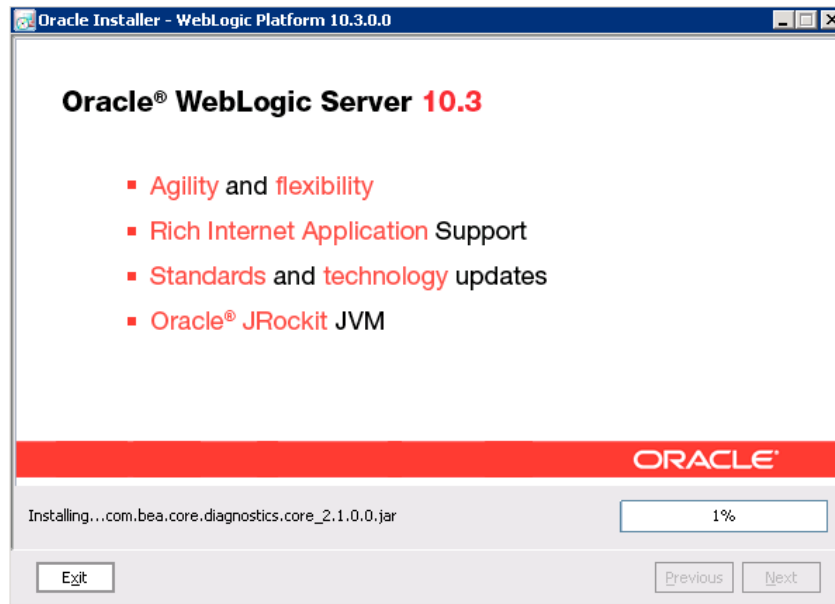 Oracle Installer - WebLogic Platform 10.3.0.0
Oracle® WebLogic Server 10.3
Agility and flexibility
Rich Internet Application Support
Standards and technology updates
Oracle® JRockit JVM
ORACLE
Installing...com.bea.core.diagnostics.core_2.1.0.0.jar 1%
Exit Previous Next